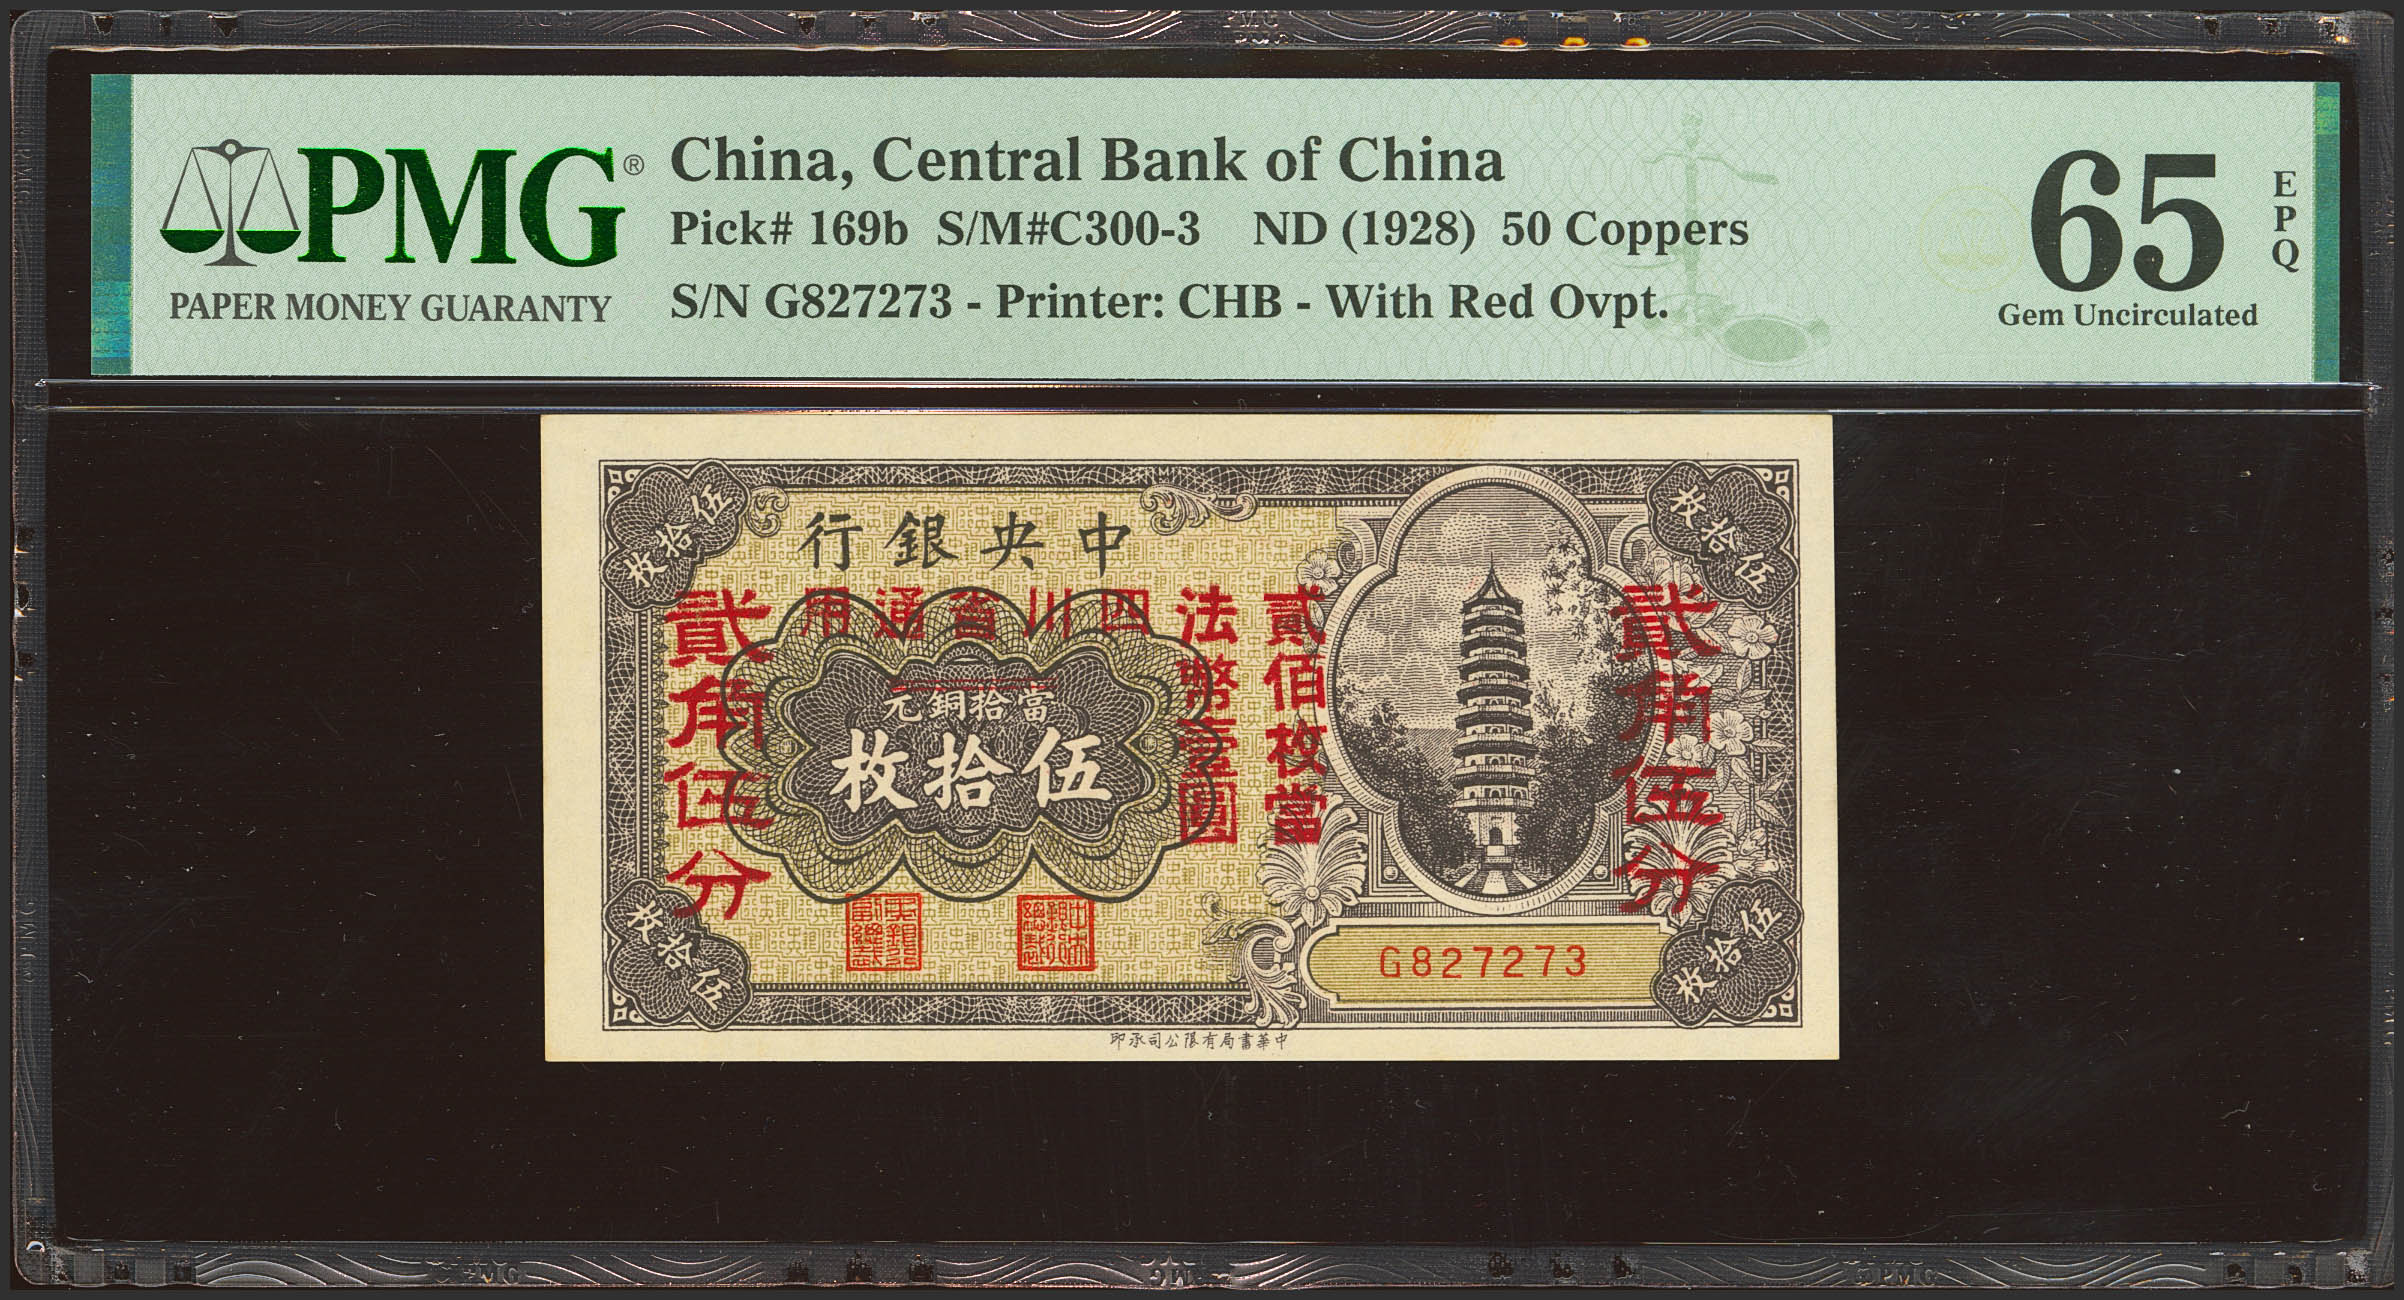 PMG®
PAPER MONEY GUARANTY
China, Central Bank of China
Pick# 169b S/M#C300-3 ND (1928) 50 Coppers
S/N G827273 - Printer: CHB - With Red Ovpt.
65
EPQ
Gem Uncirculated
伍拾枚
伍拾枚
中央銀行
四川省通用
貳佰枚當
法幣壹圓
貳角伍分
貳角伍分
當拾銅元
伍拾枚
G827273
伍拾枚
伍拾枚
中華書局有限公司承印